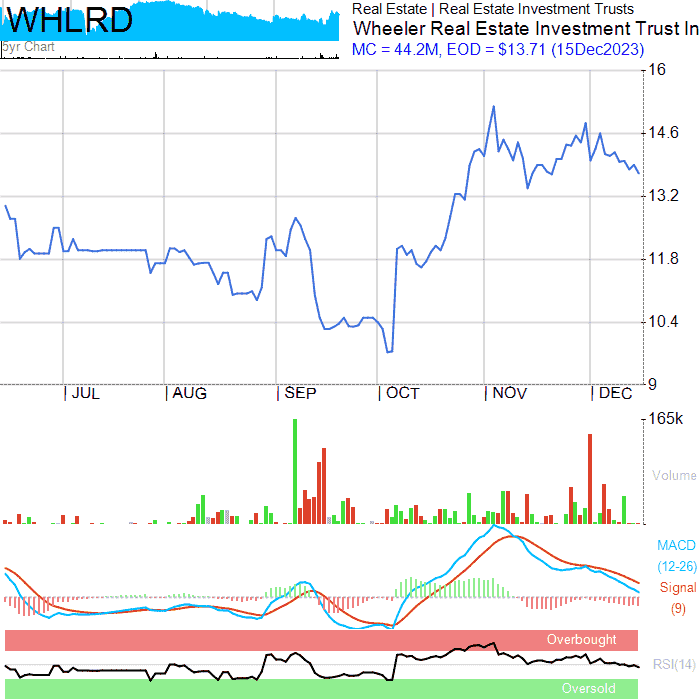 WHLRD
5yr Chart
Real Estate | Real Estate Investment Trusts
Wheeler Real Estate Investment Trust In
MC = 44.2M, EOD = $13.71 (15Dec2023)
16
14.6
13.2
11.8
10.4
9
JUL
AUG
SEP
OCT
NOV
DEC
165k
Volume
MACD
(12-26)
Signal
(9)
Overbought
RSI(14)
Oversold